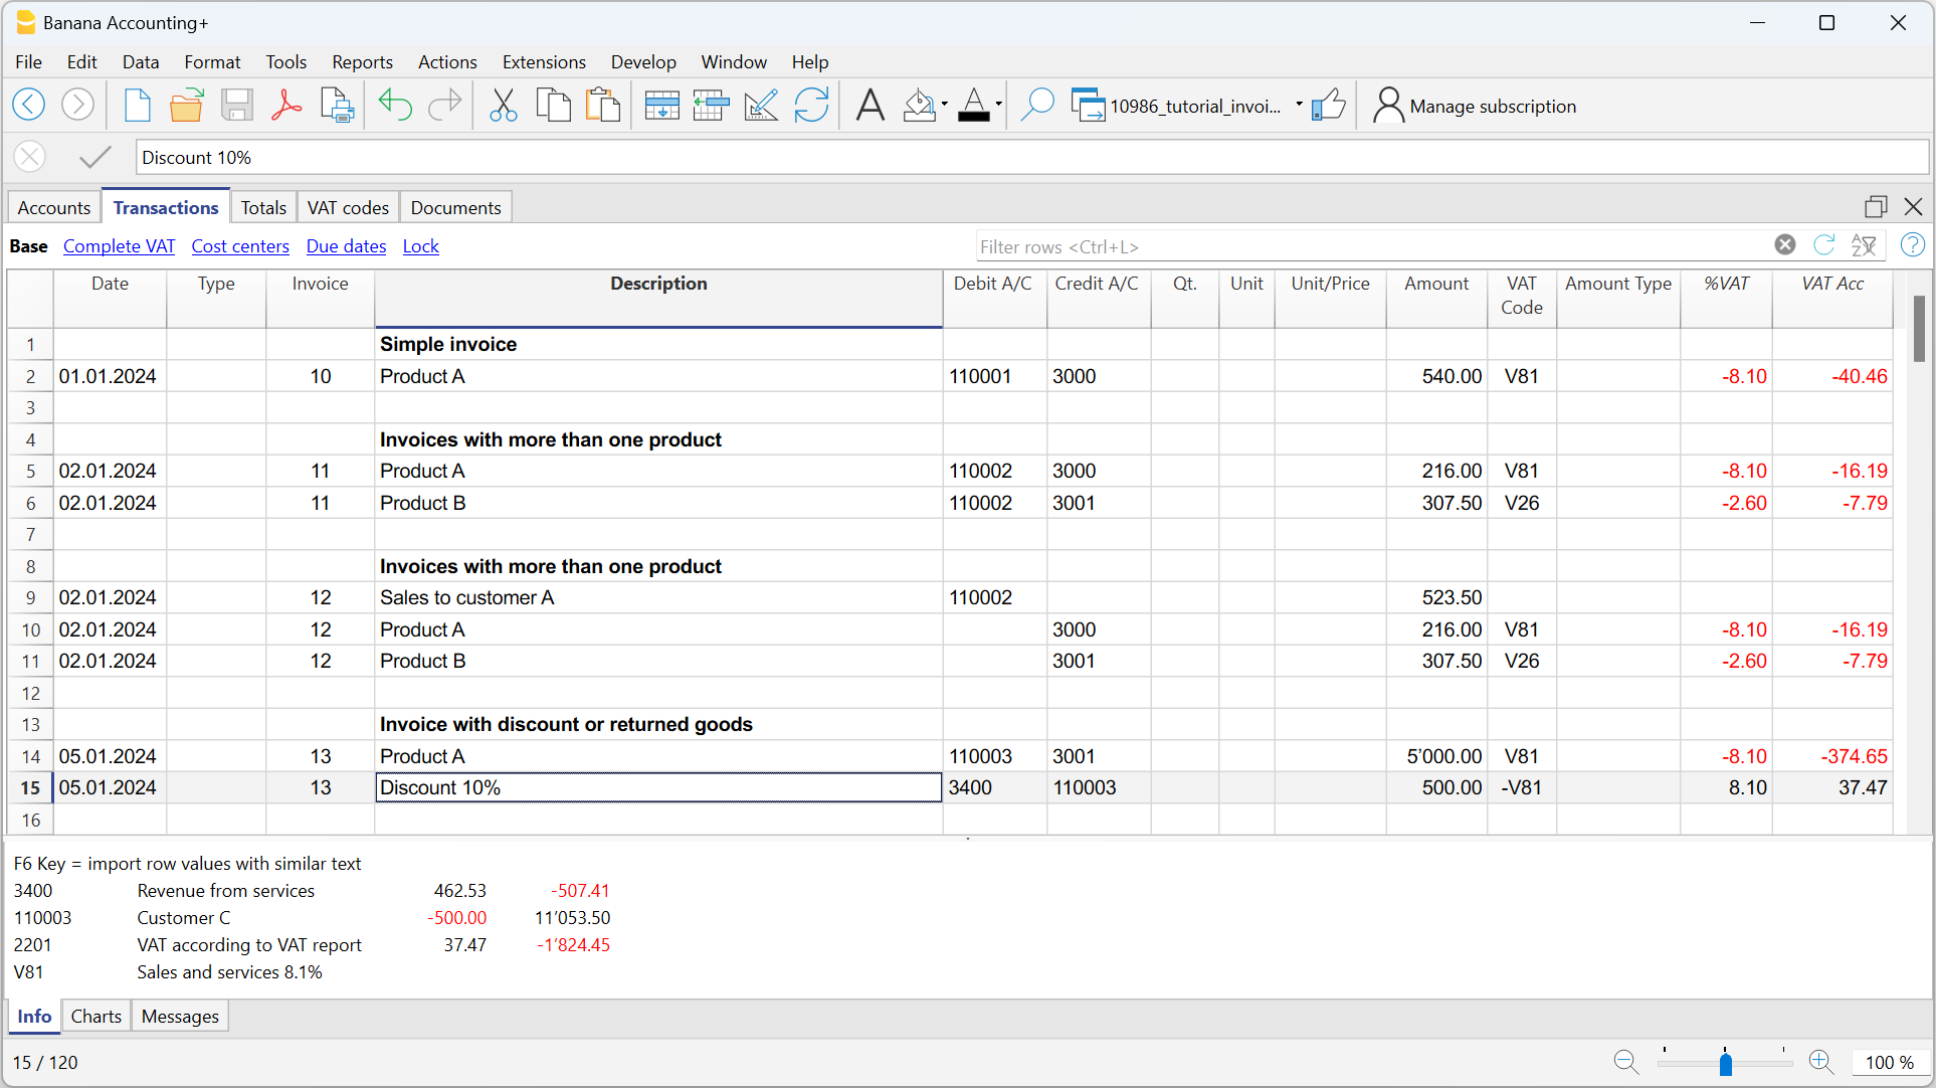 Banana Accounting+
File Edit Data Format Tools Reports Actions Extensions Develop Window Help
10986_tutorial_invoi... Manage subscription
Discount 10%
Accounts Transactions Totals VAT codes Documents
Base Complete VAT Cost centers Due dates Lock Filter rows <Ctrl+L>
Date Type Invoice Description Debit A/C Credit A/C Qt. Unit Unit/Price Amount VAT Code Amount Type %VAT VAT Acc
1 Simple invoice
2 01.01.2024 10 Product A 110001 3000 540.00 V81 -8.10 -40.46
3
4 Invoices with more than one product
5 02.01.2024 11 Product A 110002 3000 216.00 V81 -8.10 -16.19
6 02.01.2024 11 Product B 110002 3001 307.50 V26 -2.60 -7.79
7
8 Invoices with more than one product
9 02.01.2024 12 Sales to customer A 110002 523.50
10 02.01.2024 12 Product A 3000 216.00 V81 -8.10 -16.19
11 02.01.2024 12 Product B 3001 307.50 V26 -2.60 -7.79
12
13 Invoice with discount or returned goods
14 05.01.2024 13 Product A 110003 3001 5'000.00 V81 -8.10 -374.65
15 05.01.2024 13 Discount 10% 3400 110003 500.00 -V81 8.10 37.47
16
F6 Key = import row values with similar text
3400 Revenue from services 462.53 -507.41
110003 Customer C -500.00 11'053.50
2201 VAT according to VAT report 37.47 -1'824.45
V81 Sales and services 8.1%
Info Charts Messages
15 / 120 100 %